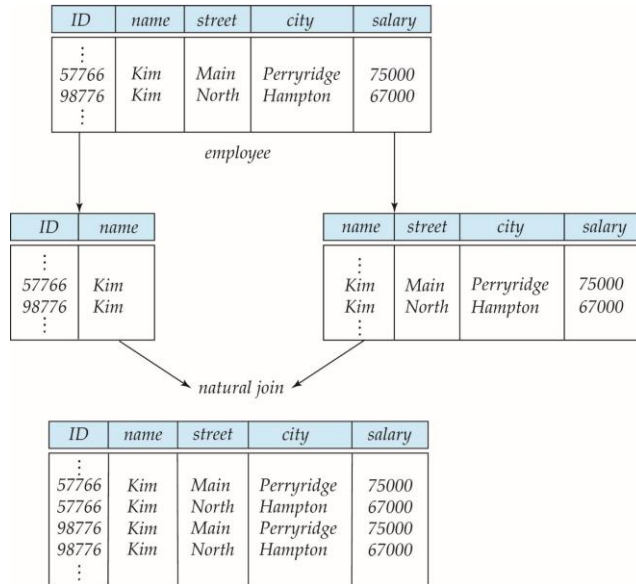 ID name street city salary
⋮
57766 Kim Main Perryridge 75000
98776 Kim North Hampton 67000
⋮
employee
ID name
⋮
57766 Kim
98776 Kim
⋮
name street city salary
⋮
Kim Main Perryridge 75000
Kim North Hampton 67000
⋮
natural join
ID name street city salary
⋮
57766 Kim Main Perryridge 75000
57766 Kim North Hampton 67000
98776 Kim Main Perryridge 75000
98776 Kim North Hampton 67000
⋮